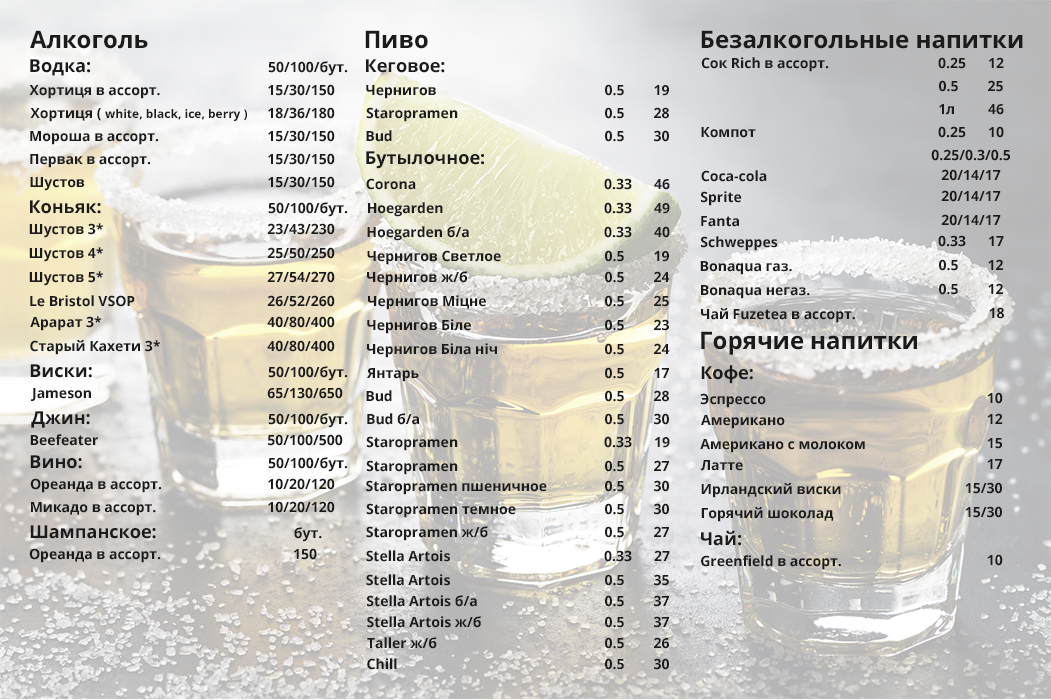 Алкоголь
Водка: 50/100/бут.
Хортиця в ассорт. 15/30/150
Хортиця ( white, black, ice, berry ) 18/36/180
Мороша в ассорт. 15/30/150
Первак в ассорт. 15/30/150
Шустов 15/30/150
Коньяк: 50/100/бут.
Шустов 3* 23/43/230
Шустов 4* 25/50/250
Шустов 5* 27/54/270
Le Bristol VSOP 26/52/260
Арарат 3* 40/80/400
Старый Кахети 3* 40/80/400
Виски: 50/100/бут.
Jameson 65/130/650
Джин: 50/100/бут.
Beefeater 50/100/500
Вино: 50/100/бут.
Ореанда в ассорт. 10/20/120
Микадо в ассорт. 10/20/120
Шампанское: бут.
Ореанда в ассорт. 150
Пиво
Кеговое:
Чернигов 0.5 19
Staropramen 0.5 28
Bud 0.5 30
Бутылочное:
Corona 0.33 46
Hoegarden 0.33 49
Hoegarden б/а 0.33 40
Чернигов Светлое 0.5 19
Чернигов ж/б 0.5 24
Чернигов Міцне 0.5 25
Чернигов Біле 0.5 23
Чернигов Біла ніч 0.5 24
Янтарь 0.5 17
Bud 0.5 28
Bud б/а 0.5 30
Staropramen 0.33 19
Staropramen 0.5 27
Staropramen пшеничное 0.5 30
Staropramen темное 0.5 30
Staropramen ж/б 0.5 27
Stella Artois 0.33 27
Stella Artois 0.5 35
Stella Artois б/а 0.5 37
Stella Artois ж/б 0.5 37
Taller ж/б 0.5 26
Chill 0.5 30
Безалкогольные напитки
Сок Rich в ассорт. 0.25 12
0.5 25
1л 46
Компот 0.25 10
0.25/0.3/0.5
Coca-cola 20/14/17
Sprite 20/14/17
Fanta 20/14/17
Schweppes 0.33 17
Bonaqua газ. 0.5 12
Bonaqua негаз. 0.5 12
Чай Fuzetea в ассорт. 18
Горячие напитки
Кофе:
Эспрессо 10
Американо 12
Американо с молоком 15
Латте 17
Ирландский виски 15/30
Горячий шоколад 15/30
Чай:
Greenfield в ассорт. 10